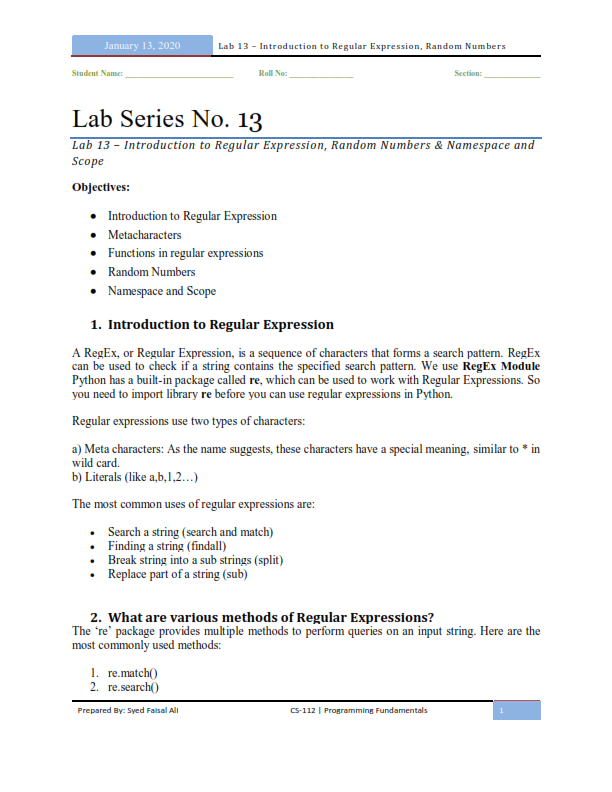 January 13, 2020 Lab 13 – Introduction to Regular Expression, Random Numbers
Student Name: ___________________________ Roll No: ________________ Section: ______________
Lab Series No. 13
Lab 13 – Introduction to Regular Expression, Random Numbers & Namespace and
Scope
Objectives:
● Introduction to Regular Expression
● Metacharacters
● Functions in regular expressions
● Random Numbers
● Namespace and Scope
1. Introduction to Regular Expression
A RegEx, or Regular Expression, is a sequence of characters that forms a search pattern. RegEx
can be used to check if a string contains the specified search pattern. We use RegEx Module
Python has a built-in package called re, which can be used to work with Regular Expressions. So
you need to import library re before you can use regular expressions in Python.
Regular expressions use two types of characters:
a) Meta characters: As the name suggests, these characters have a special meaning, similar to * in
wild card.
b) Literals (like a,b,1,2…)
The most common uses of regular expressions are:
• Search a string (search and match)
• Finding a string (findall)
• Break string into a sub strings (split)
• Replace part of a string (sub)
2. What are various methods of Regular Expressions?
The ‘re’ package provides multiple methods to perform queries on an input string. Here are the
most commonly used methods:
1. re.match()
2. re.search()
Prepared By: Syed Faisal Ali CS-112 | Programming Fundamentals 1